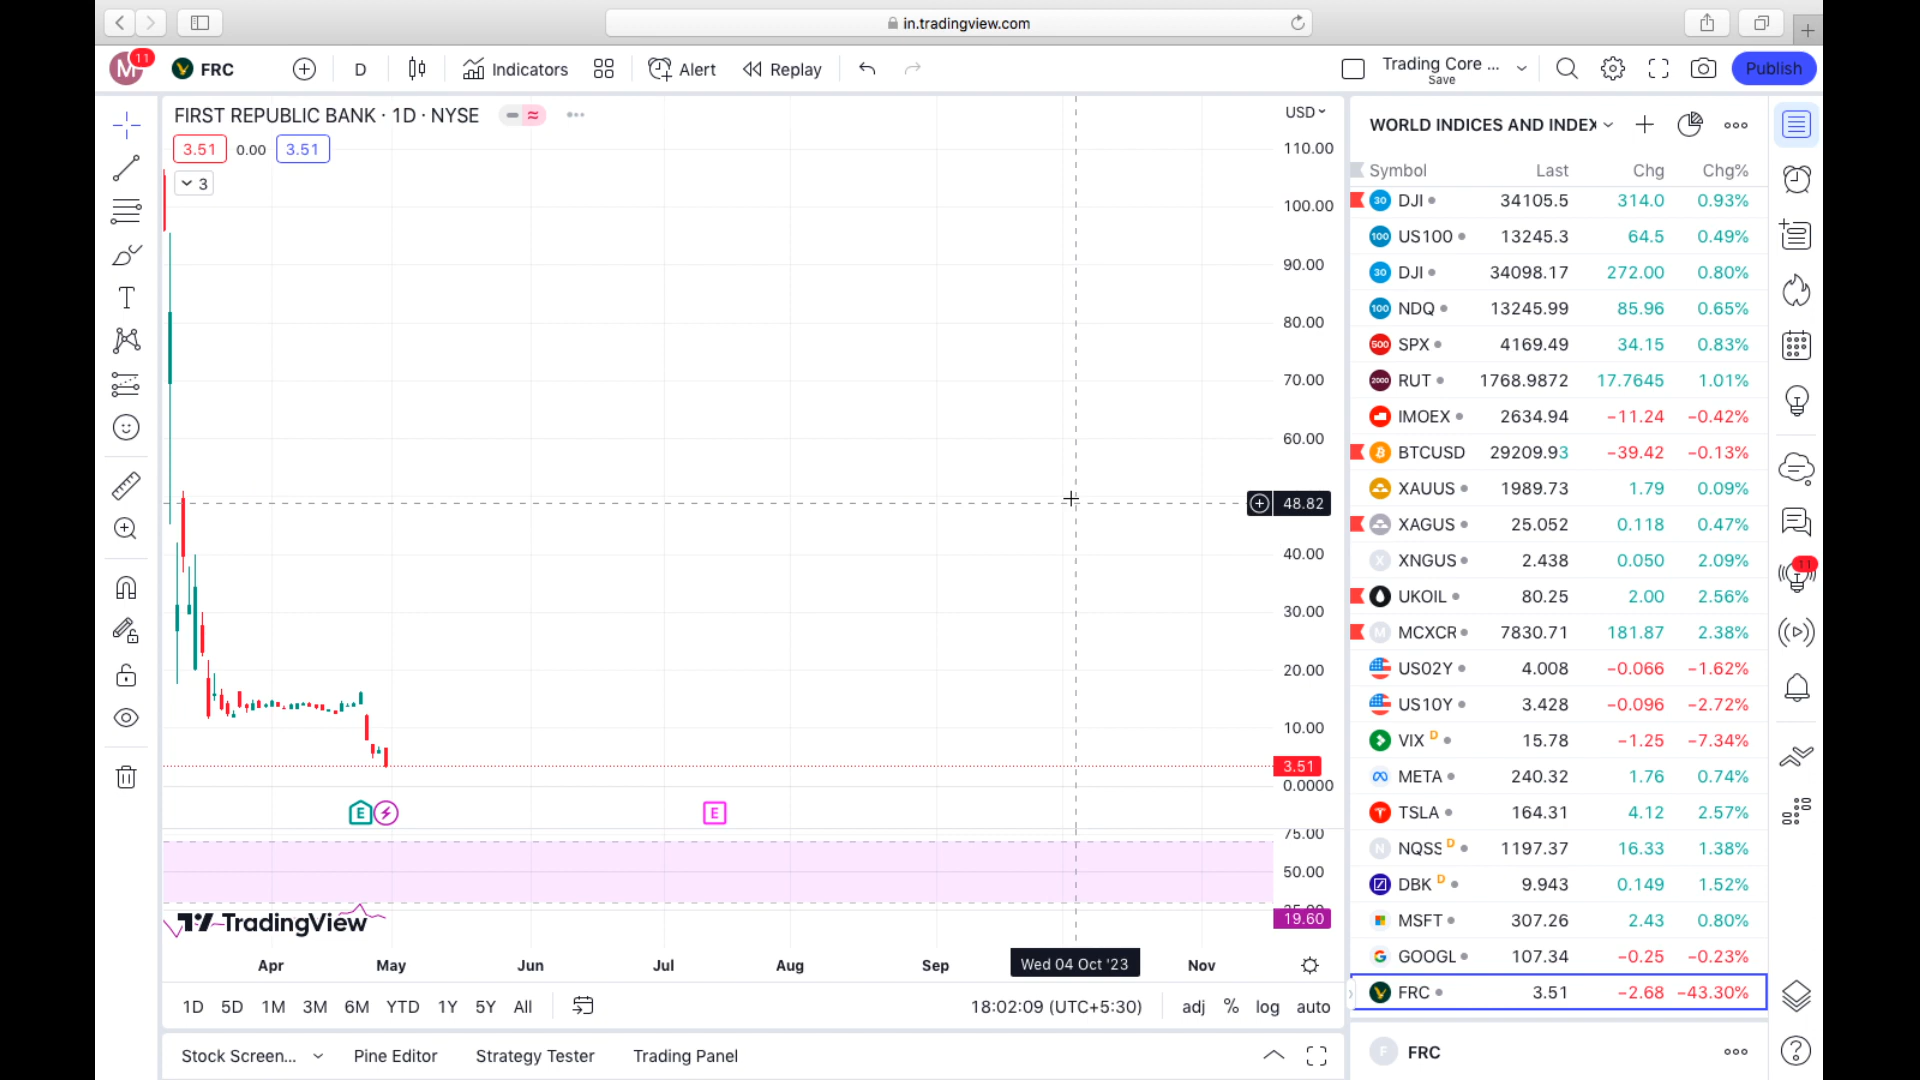 in.tradingview.com
M 11 FRC D Indicators Alert Replay Trading Core ... Save Publish
FIRST REPUBLIC BANK · 1D · NYSE
3.51 0.00 3.51
3
USD
110.00
100.00
90.00
80.00
70.00
60.00
48.82
40.00
30.00
20.00
10.00
3.51
0.0000
E E
75.00
50.00
19.60
TradingView
Apr May Jun Jul Aug Sep Wed 04 Oct '23 Nov
1D 5D 1M 3M 6M YTD 1Y 5Y All 18:02:09 (UTC+5:30) adj % log auto
Stock Screen... Pine Editor Strategy Tester Trading Panel
WORLD INDICES AND INDEX
Symbol Last Chg Chg%
30 DJI 34105.5 314.0 0.93%
100 US100 13245.3 64.5 0.49%
30 DJI 34098.17 272.00 0.80%
100 NDQ 13245.99 85.96 0.65%
500 SPX 4169.49 34.15 0.83%
2000 RUT 1768.9872 17.7645 1.01%
IMOEX 2634.94 −11.24 −0.42%
BTCUSD 29209.93 −39.42 −0.13%
XAUUS 1989.73 1.79 0.09%
XAGUS 25.052 0.118 0.47%
X XNGUS 2.438 0.050 2.09%
UKOIL 80.25 2.00 2.56%
M MCXCR 7830.71 181.87 2.38%
US02Y 4.008 −0.066 −1.62%
US10Y 3.428 −0.096 −2.72%
VIX D 15.78 −1.25 −7.34%
META 240.32 1.76 0.74%
TSLA 164.31 4.12 2.57%
N NQSS D 1197.37 16.33 1.38%
DBK D 9.943 0.149 1.52%
MSFT 307.26 2.43 0.80%
GOOGL 107.34 −0.25 −0.23%
FRC 3.51 −2.68 −43.30%
F FRC
11